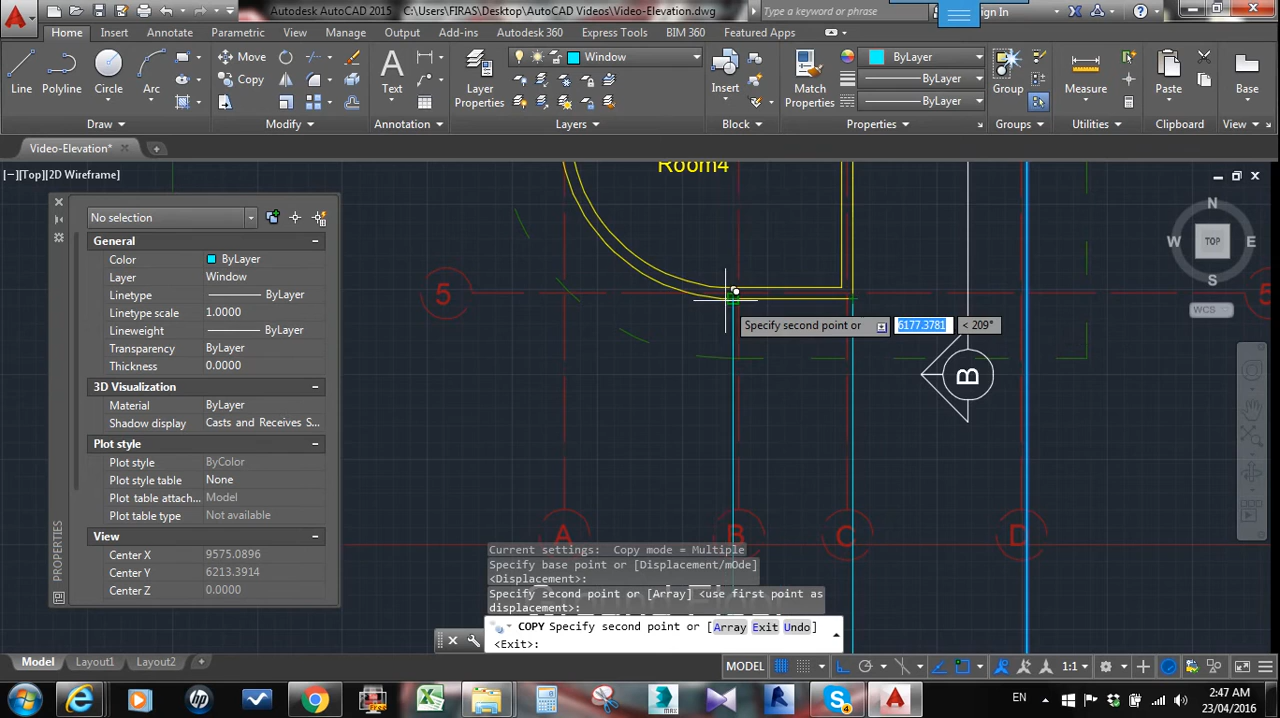 Autodesk AutoCAD 2015 C:\Users\FIRAS\Desktop\AutoCAD Videos\Video-Elevation.dwg
Type a keyword or phrase
Sign In
Home Insert Annotate Parametric View Manage Output Add-ins Autodesk 360 Express Tools BIM 360 Featured Apps
Line
Polyline
Circle
Arc
Move
Copy
Text
Layer
Properties
Window
Insert
Match
Properties
ByLayer
ByLayer
ByLayer
Group
Measure
Paste
Base
Draw Modify Annotation Layers Block Properties Groups Utilities Clipboard View
Video-Elevation*
[−][Top][2D Wireframe]
Room4
N
W TOP E
S
WCS
No selection
General
Color ByLayer
Layer Window
Linetype ByLayer
Linetype scale 1.0000
Lineweight ByLayer
Transparency ByLayer
Thickness 0.0000
3D Visualization
Material ByLayer
Shadow display Casts and Receives S...
Plot style
Plot style ByColor
Plot style table None
Plot table attach... Model
Plot table type Not available
View
Center X 9575.0896
Center Y 6213.3914
Center Z 0.0000
PROPERTIES
5
5
Specify second point or 6177.3781 < 209°
B
A B C D
Current settings: Copy mode = Multiple
Specify base point or [Displacement/mOde]
<Displacement>:
Specify second point or [Array] <use first point as
displacement>:
COPY Specify second point or [Array Exit Undo]
<Exit>:
Model Layout1 Layout2
MODEL
1:1
EN
2:47 AM
23/04/2016